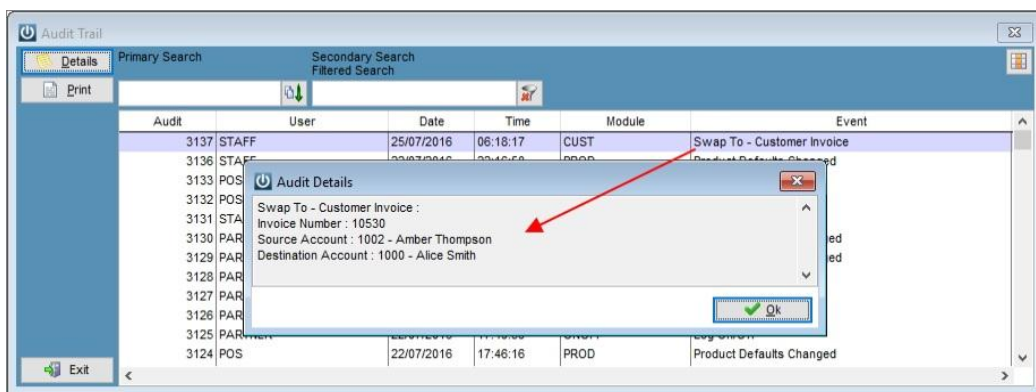 Audit Trail
Details Primary Search Secondary Search
Filtered Search
Print
Audit User Date Time Module Event
3137 STAFF 25/07/2016 06:18:17 CUST Swap To - Customer Invoice
3136
3133 POS
3132 POS
3131 STA
3130 PAR
3129 PAR
3128 PAR
3127 PAR
3126 PAR
3125
3124 POS 22/07/2016 17:46:16 PROD Product Defaults Changed
Audit Details
Swap To - Customer Invoice :
Invoice Number : 10530
Source Account : 1002 - Amber Thompson
Destination Account : 1000 - Alice Smith
Ok
Exit